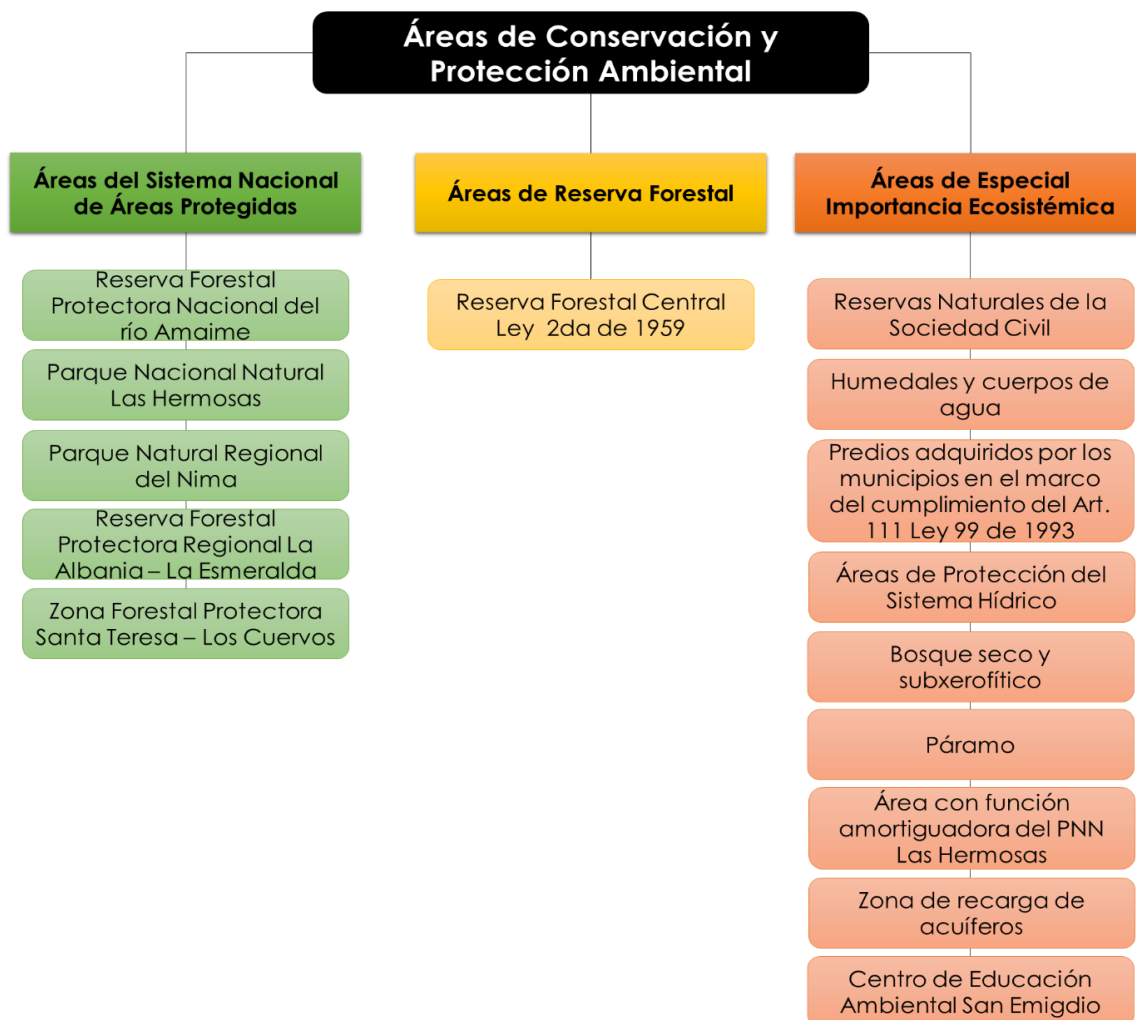 Áreas de Conservación y
Protección Ambiental
Áreas del Sistema Nacional
de Áreas Protegidas
Reserva Forestal
Protectora Nacional del
río Amaime
Parque Nacional Natural
Las Hermosas
Parque Natural Regional
del Nima
Reserva Forestal
Protectora Regional La
Albania – La Esmeralda
Zona Forestal Protectora
Santa Teresa – Los Cuervos
Áreas de Reserva Forestal
Reserva Forestal Central
Ley 2da de 1959
Áreas de Especial
Importancia Ecosistémica
Reservas Naturales de la
Sociedad Civil
Humedales y cuerpos de
agua
Predios adquiridos por los
municipios en el marco
del cumplimiento del Art.
111 Ley 99 de 1993
Áreas de Protección del
Sistema Hídrico
Bosque seco y
subxerofítico
Páramo
Área con función
amortiguadora del PNN
Las Hermosas
Zona de recarga de
acuíferos
Centro de Educación
Ambiental San Emigdio